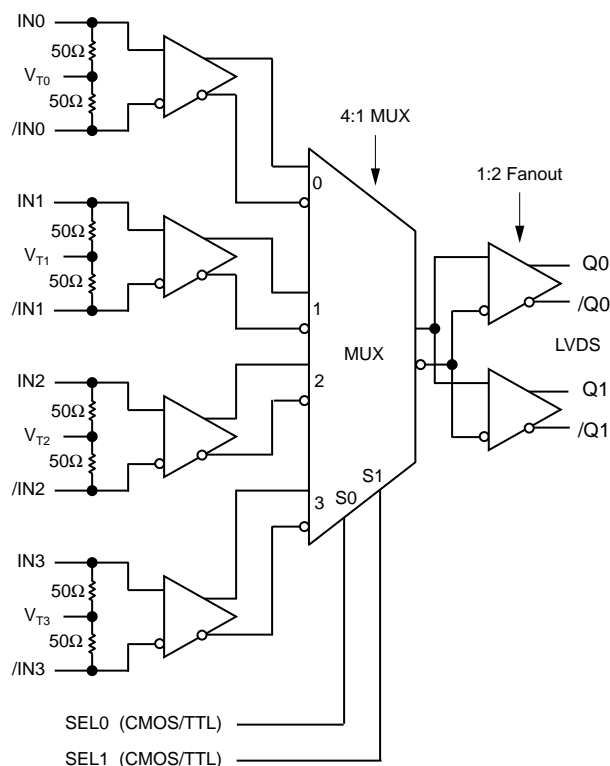 IN0
50Ω
VT0
50Ω
/IN0
4:1 MUX
0
1:2 Fanout
IN1
50Ω
VT1
50Ω
/IN1
1
Q0
/Q0
LVDS
MUX
IN2
50Ω
VT2
50Ω
/IN2
2
Q1
/Q1
S1
S0
3
IN3
50Ω
VT3
50Ω
/IN3
SEL0 (CMOS/TTL)
SEL1 (CMOS/TTL)